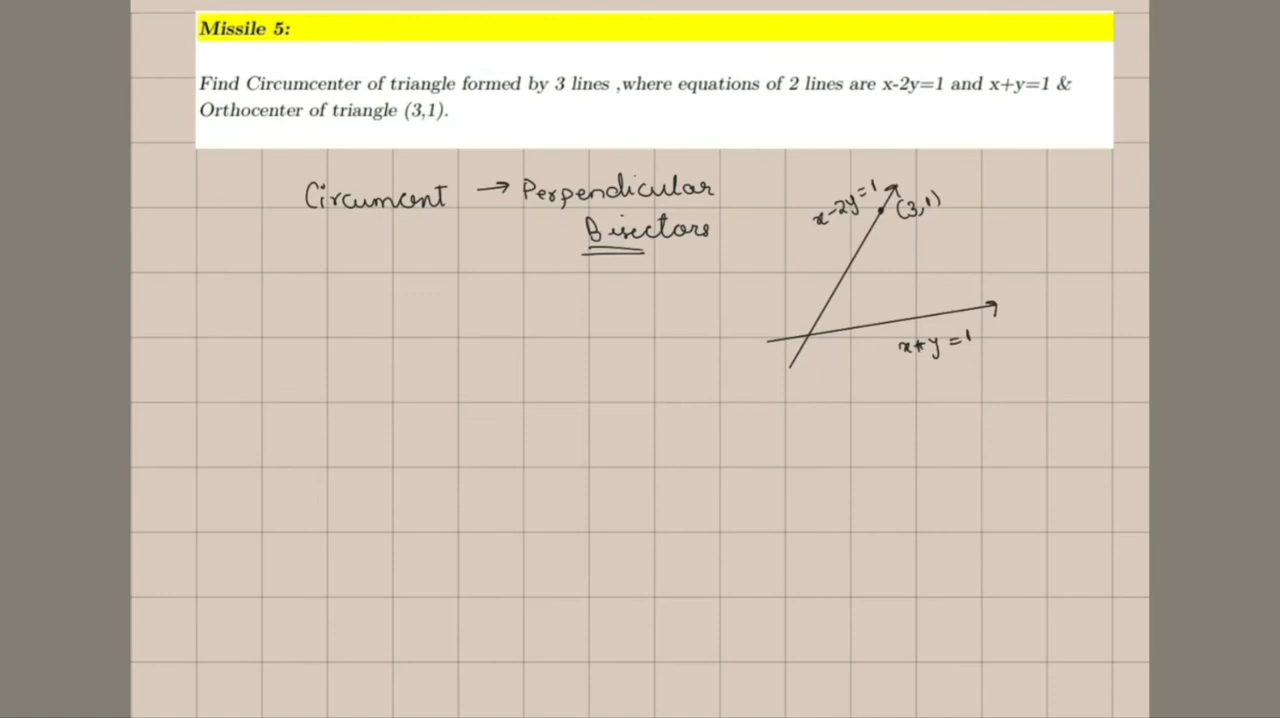 Missile 5:
Find Circumcenter of triangle formed by 3 lines ,where equations of 2 lines are x-2y=1 and x+y=1 &
Orthocenter of triangle (3,1).
Circumcent → Perpendicular
Bisectors
x-2y=1
(3,1)
x+y=1